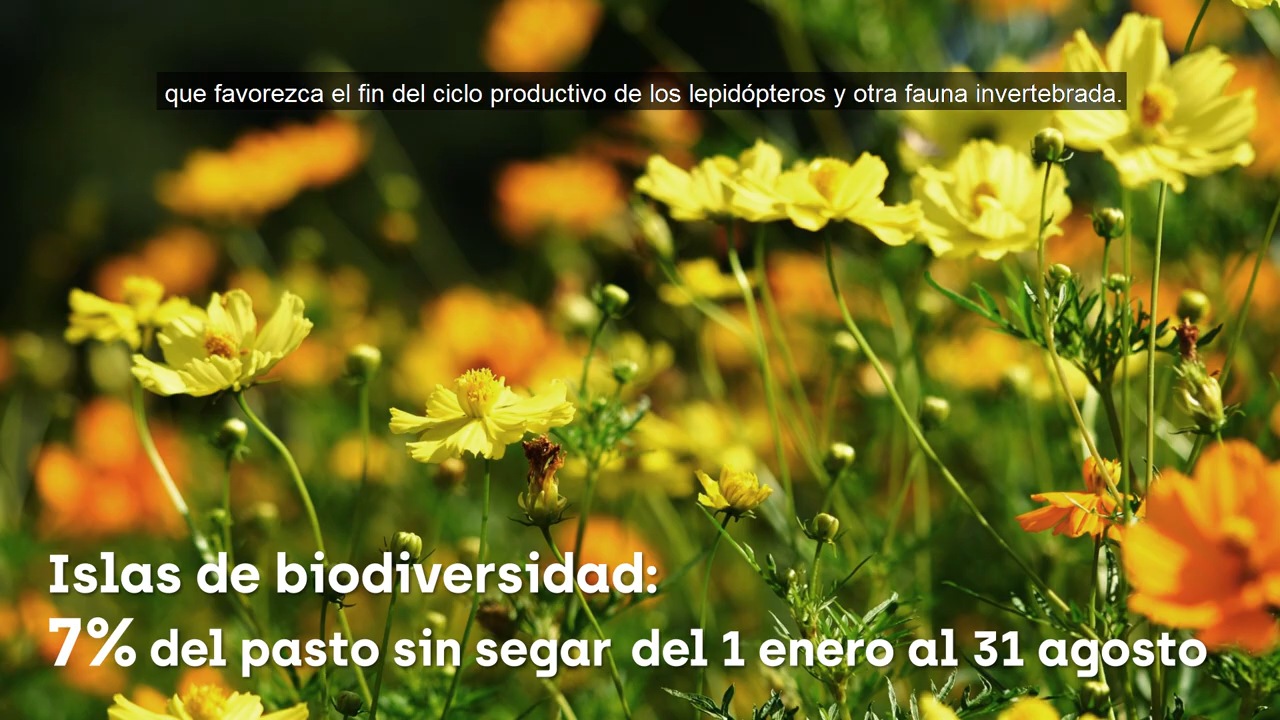 que favorezca el fin del ciclo productivo de los lepidópteros y otra fauna invertebrada.
Islas de biodiversidad:
7% del pasto sin segar del 1 enero al 31 agosto